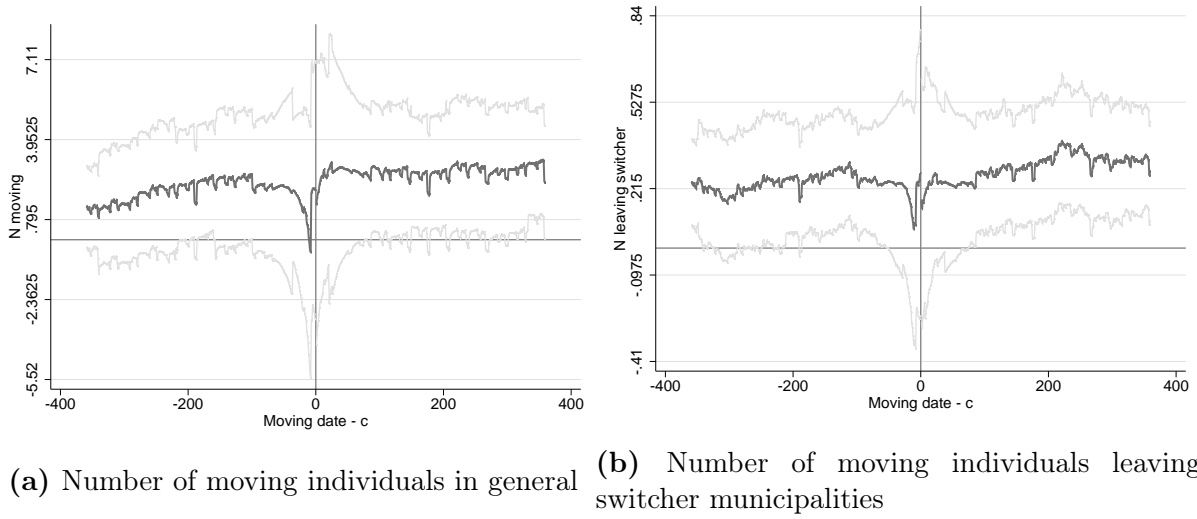 7.11
3.9525
.795
-2.3625
-5.52
N moving
-400
-200
0
200
400
Moving date - c
.84
.5275
.215
-.0975
-.41
N leaving switcher
-400
-200
0
200
400
Moving date - c
(a) Number of moving individuals in general
(b) Number of moving individuals leaving
switcher municipalities